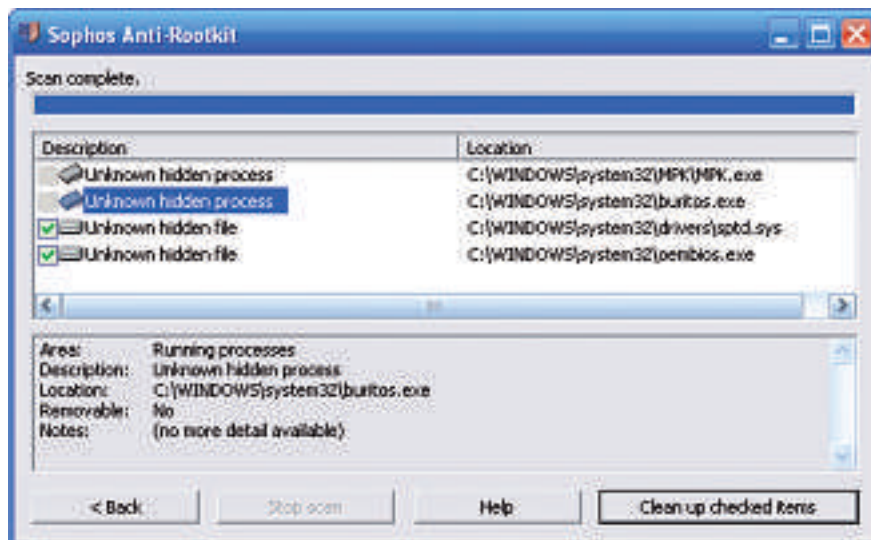 Sophos Anti-Rootkit
Scan complete.
Description Location
Unknown hidden process C:\WINDOWS\system32\MPK\MPK.exe
Unknown hidden process C:\WINDOWS\system32\buritos.exe
Unknown hidden file C:\WINDOWS\system32\drivers\sptd.sys
Unknown hidden file C:\WINDOWS\system32\oembios.exe
Area: Running processes
Description: Unknown hidden process
Location: C:\WINDOWS\system32\buritos.exe
Removable: No
Notes: (no more detail available)
< Back Stop scan Help Clean up checked items